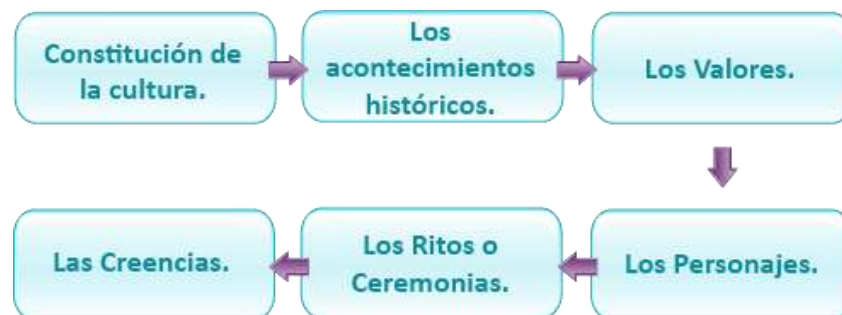 Constitución de
la cultura.
Los
acontecimientos
históricos.
Los Valores.
Los Personajes.
Los Ritos o
Ceremonias.
Las Creencias.